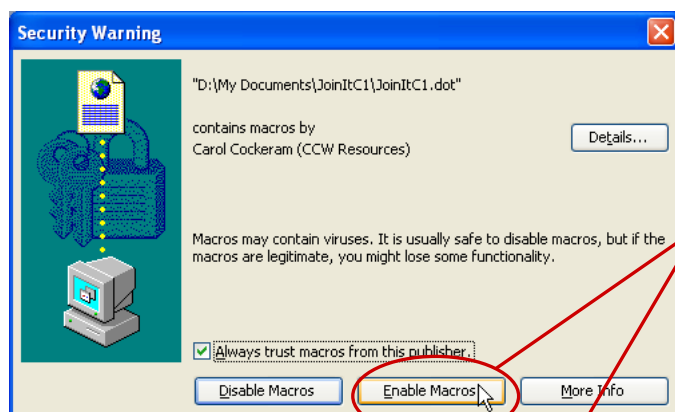 Security Warning
"D:\My Documents\JoinItC1\JoinItC1.dot"
contains macros by
Carol Cockeram (CCW Resources)
Details...
Macros may contain viruses. It is usually safe to disable macros, but if the
macros are legitimate, you might lose some functionality.
Always trust macros from this publisher.
Disable Macros
Enable Macros
More Info